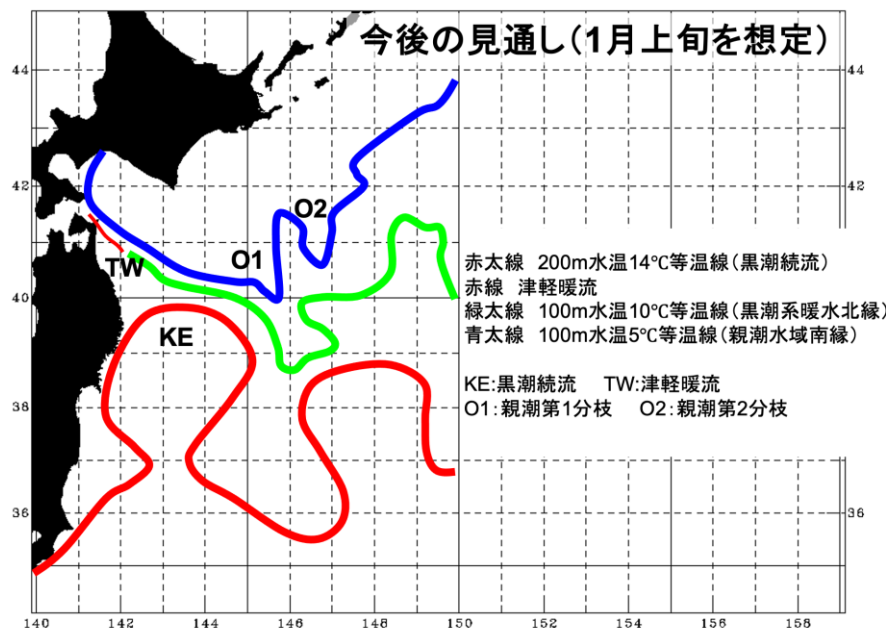 今後の見通し(1月上旬を想定)
44
44
O2
42
42
O1
TW
赤太線 200m水温14℃等温線(黒潮続流)
赤線 津軽暖流
40
緑太線 100m水温10℃等温線(黒潮系暖水北縁)
KE
青太線 100m水温5℃等温線(親潮水域南縁)
KE:黒潮続流 TW:津軽暖流
38
O1:親潮第1分枝 O2:親潮第2分枝
36
36
140 142 144 146 148 150 152 154 156 158